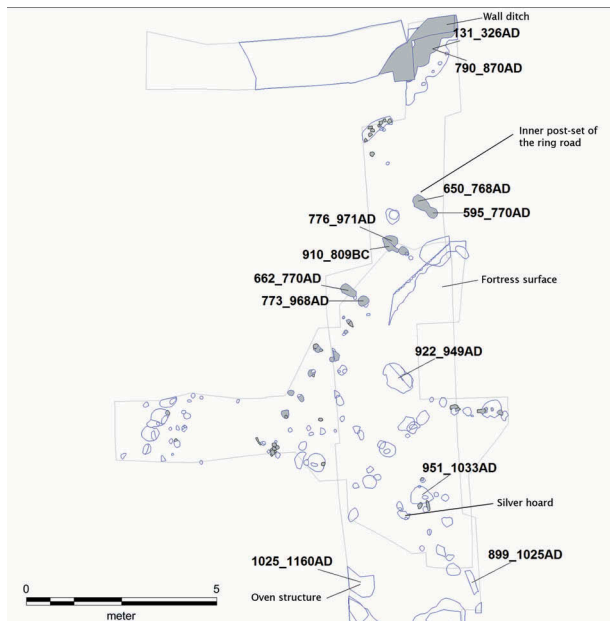 Wall ditch
131_326AD
790_870AD
Inner post-set of
the ring road
650_768AD
595_770AD
776_971AD
910_809BC
662_770AD
773_968AD
Fortress surface
922_949AD
951_1033AD
Silver hoard
1025_1160AD
899_1025AD
Oven structure
0 5
meter